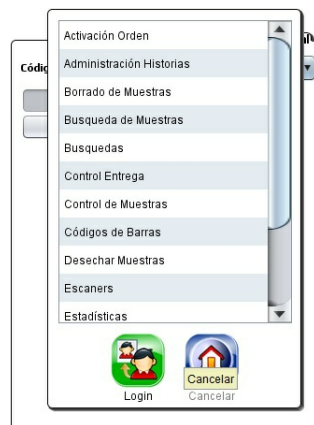 Activación Orden
Administración Historias
Códig
Borrado de Muestras
Busqueda de Muestras
Busquedas
Control Entrega
Control de Muestras
Códigos de Barras
Desechar Muestras
Escaners
Estadísticas
Cancelar
Login
Cancelar